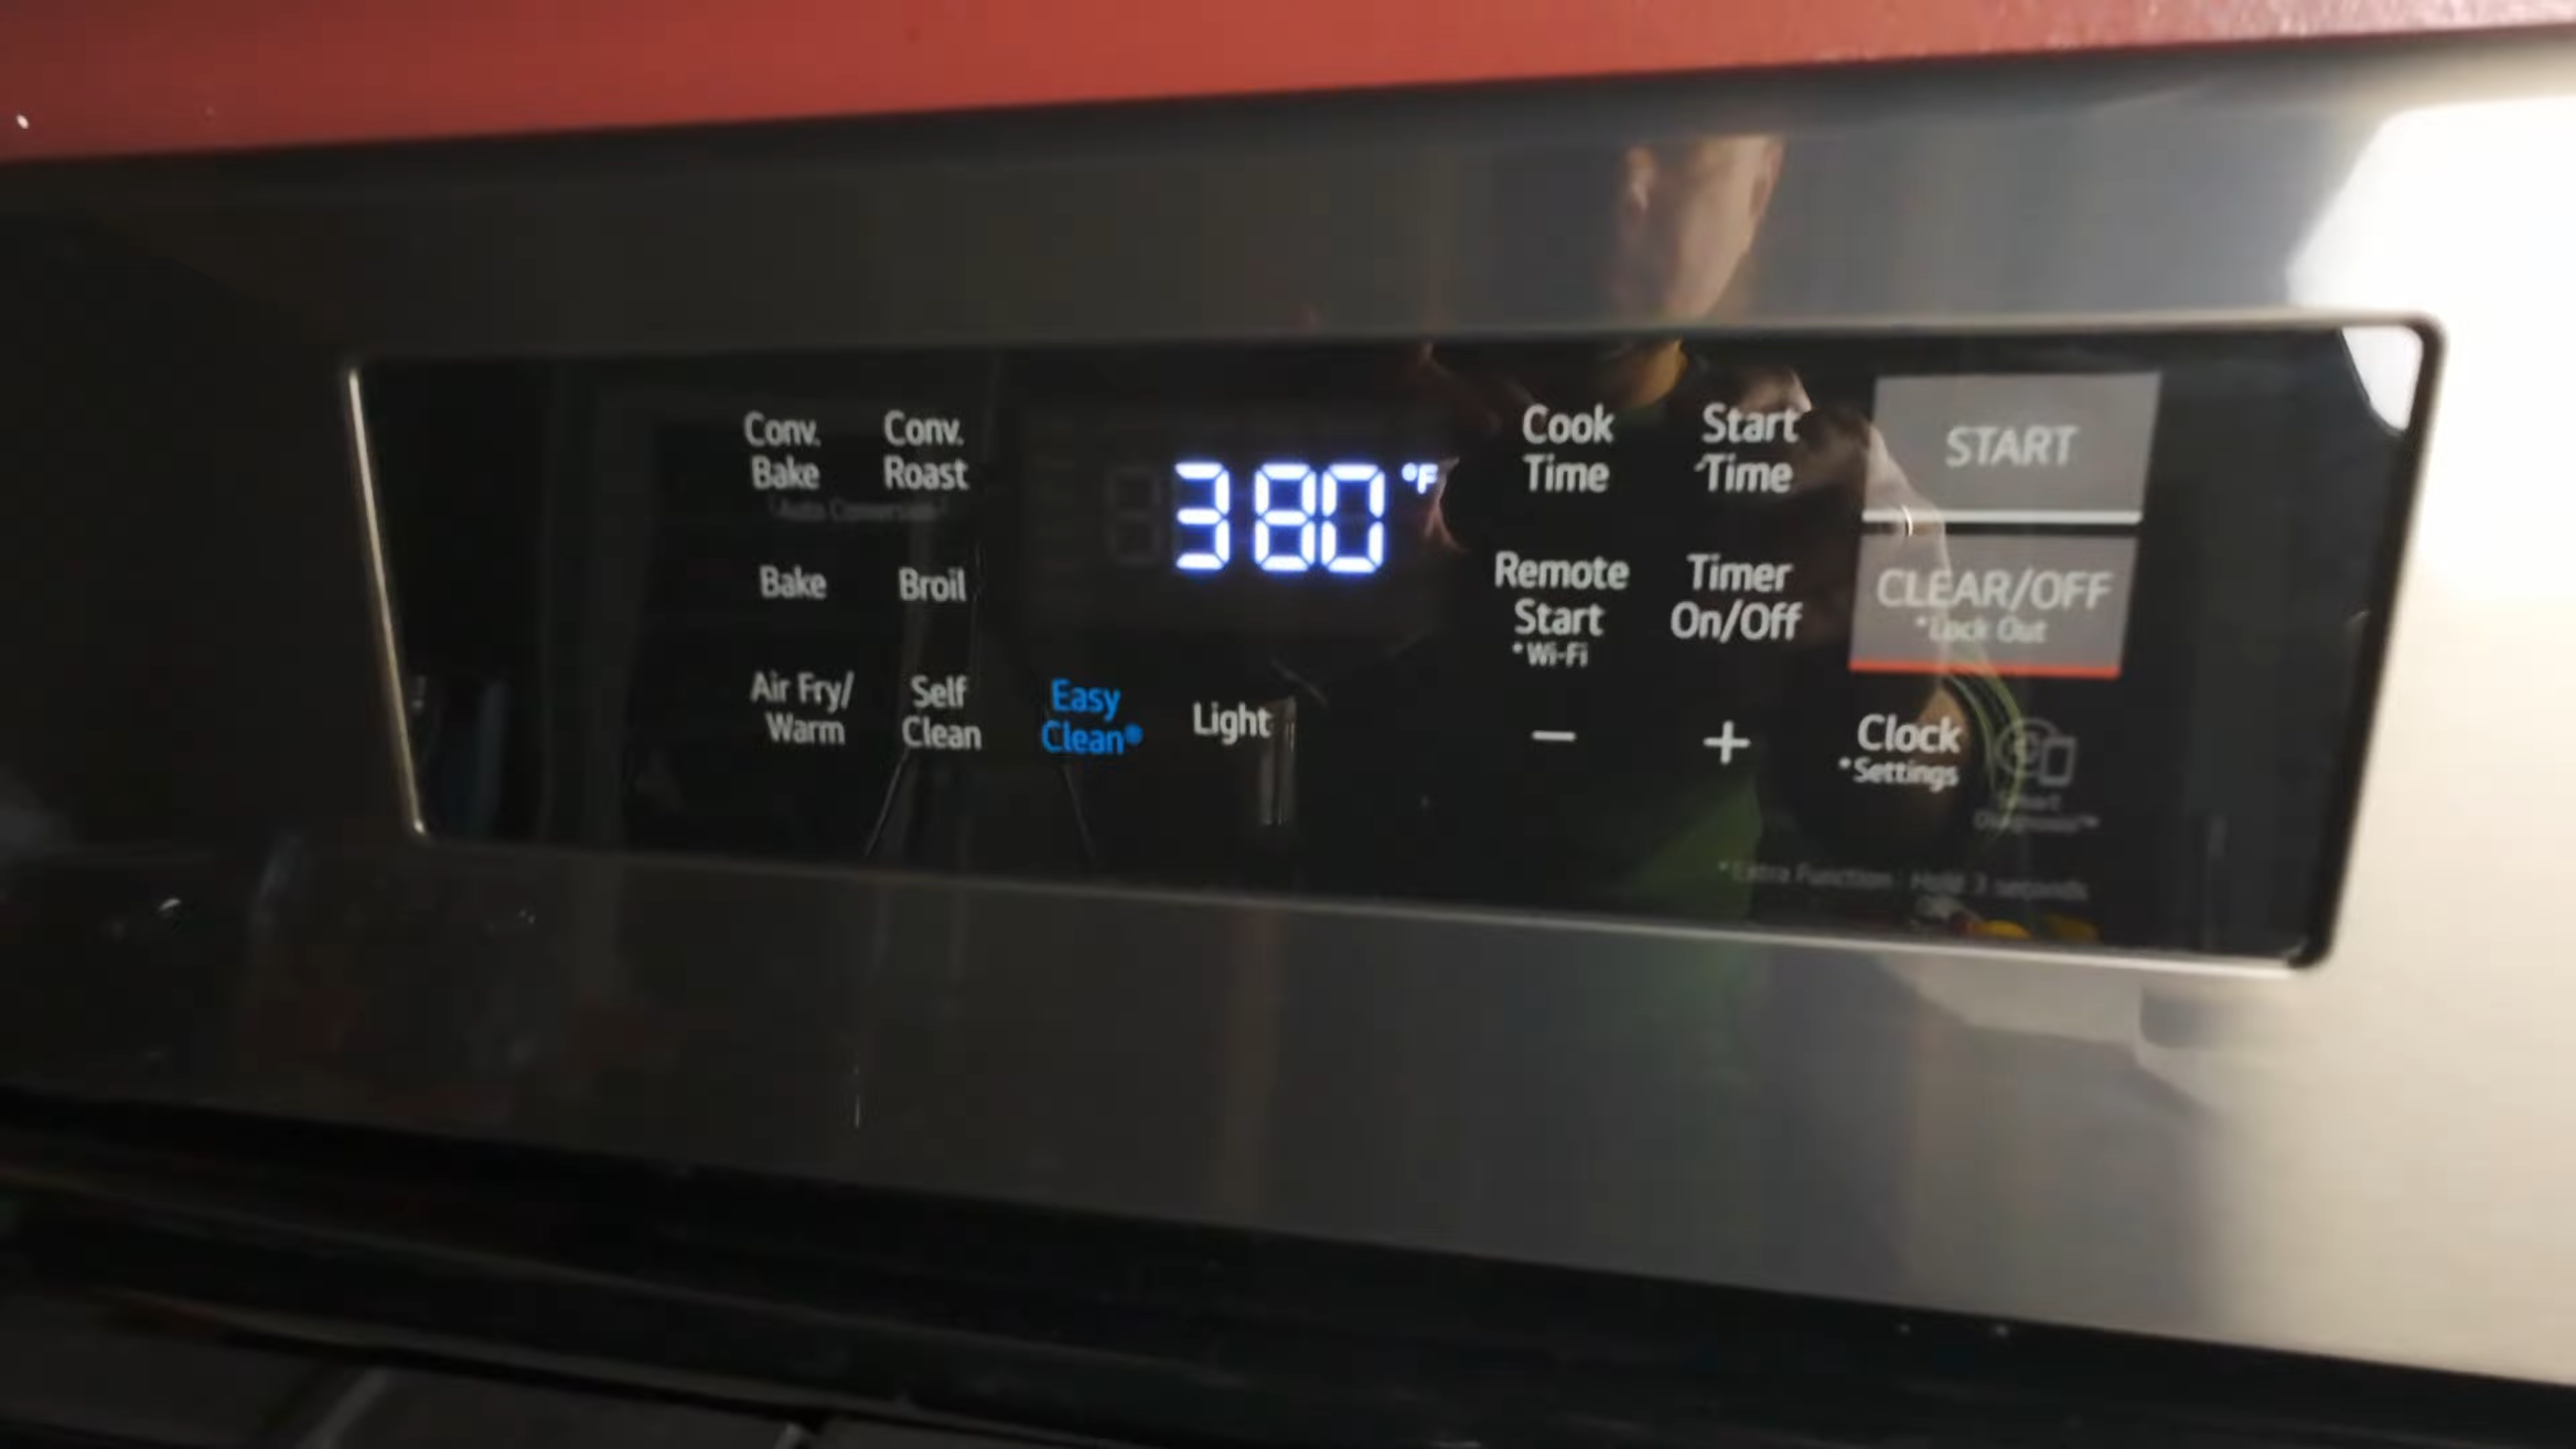 Conv.
Bake
Conv.
Roast
Auto Conversion
Bake
Broil
Air Fry/
Warm
Self
Clean
Easy
Clean®
Light
380°F
Cook
Time
Start
Time
Remote
Start
*Wi-Fi
Timer
On/Off
−
+
START
CLEAR/OFF
*Lock Out
Clock
*Settings
Smart
Diagnosis™
*Extra Function : Hold 3 seconds